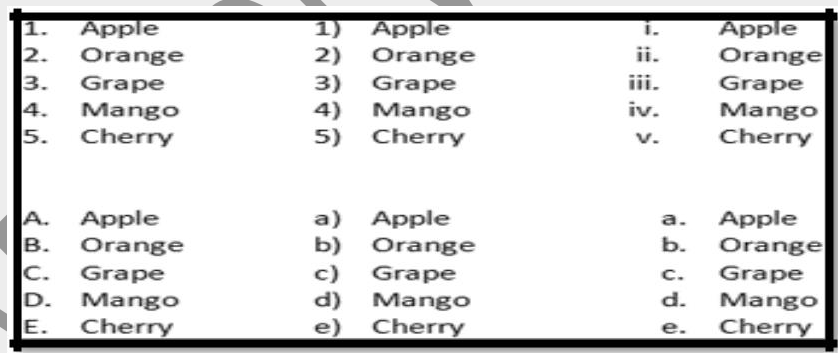 1. Apple 1) Apple i. Apple
2. Orange 2) Orange ii. Orange
3. Grape 3) Grape iii. Grape
4. Mango 4) Mango iv. Mango
5. Cherry 5) Cherry v. Cherry
A. Apple a) Apple a. Apple
B. Orange b) Orange b. Orange
C. Grape c) Grape c. Grape
D. Mango d) Mango d. Mango
E. Cherry e) Cherry e. Cherry